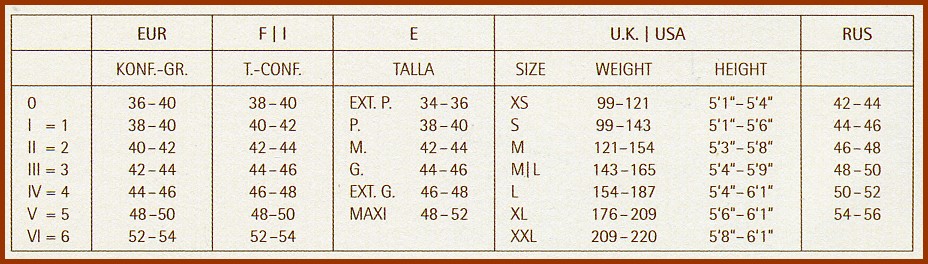 EUR F|I E U.K. | USA RUS
KONF.-GR. T.-CONF. TALLA SIZE WEIGHT HEIGHT
0 36–40 38–40 EXT. P. 34–36 XS 99–121 5'1"–5'4" 42–44
I = 1 38–40 40–42 P. 38–40 S 99–143 5'1"–5'6" 44–46
II = 2 40–42 42–44 M. 42–44 M 121–154 5'3"–5'8" 46–48
III = 3 42–44 44–46 G. 44–46 M|L 143–165 5'4"–5'9" 48–50
IV = 4 44–46 46–48 EXT. G. 46–48 L 154–187 5'4"–6'1" 50–52
V = 5 48–50 48–50 MAXI 48–52 XL 176–209 5'6"–6'1" 54–56
VI = 6 52–54 52–54 XXL 209–220 5'8"–6'1"